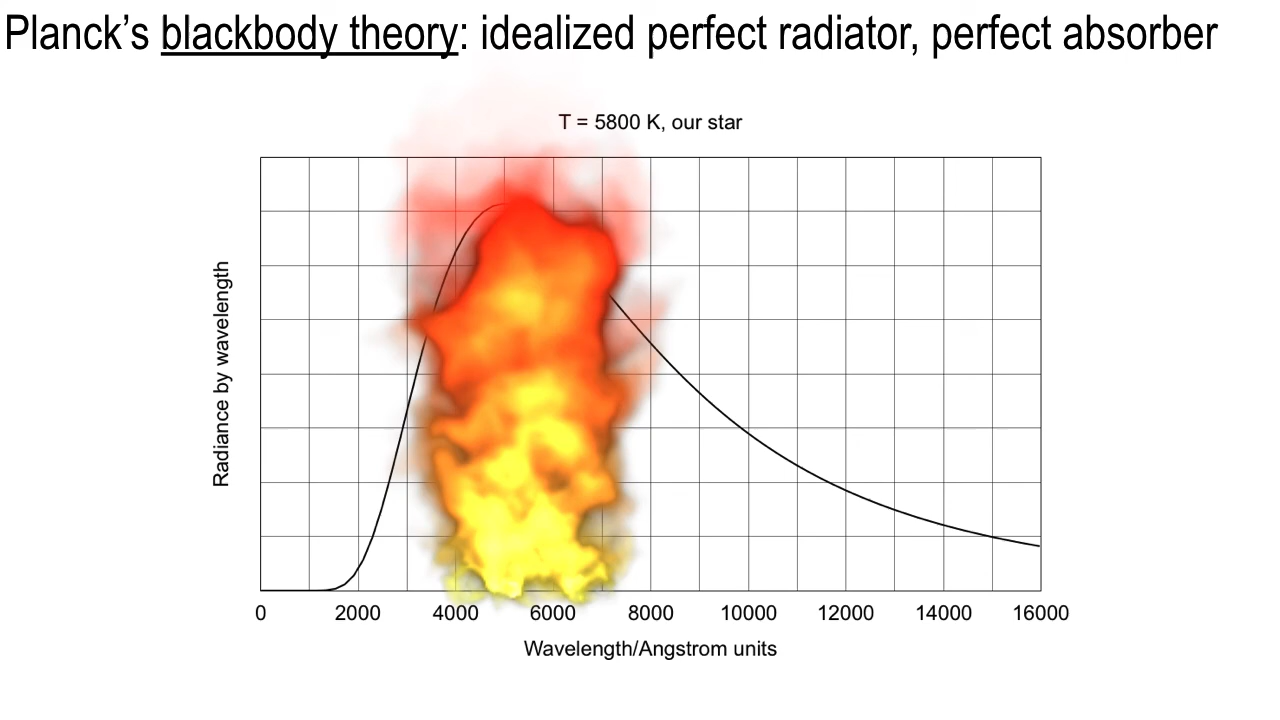 Planck’s blackbody theory: idealized perfect radiator, perfect absorber
T = 5800 K, our star
Radiance by wavelength
0 2000 4000 6000 8000 10000 12000 14000 16000
Wavelength/Angstrom units